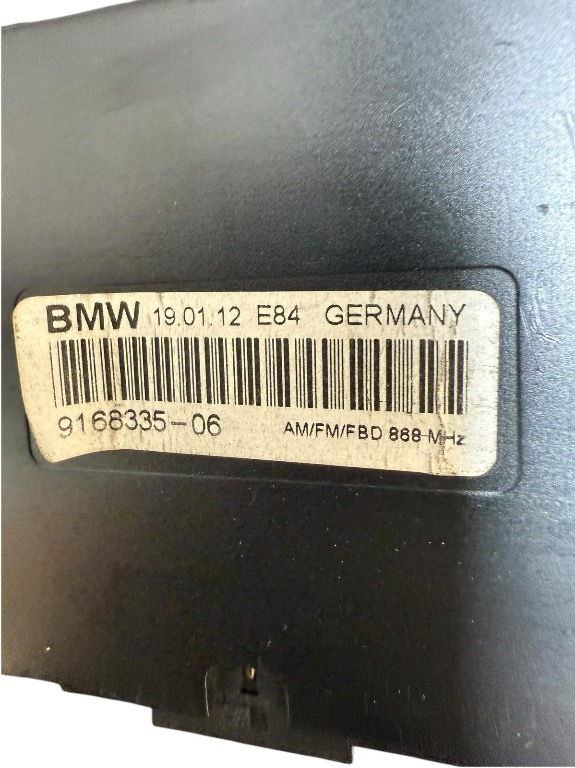 BMW 19.01.12 E84 GERMANY
9168335-06 AM/FM/FBD 868 MHz